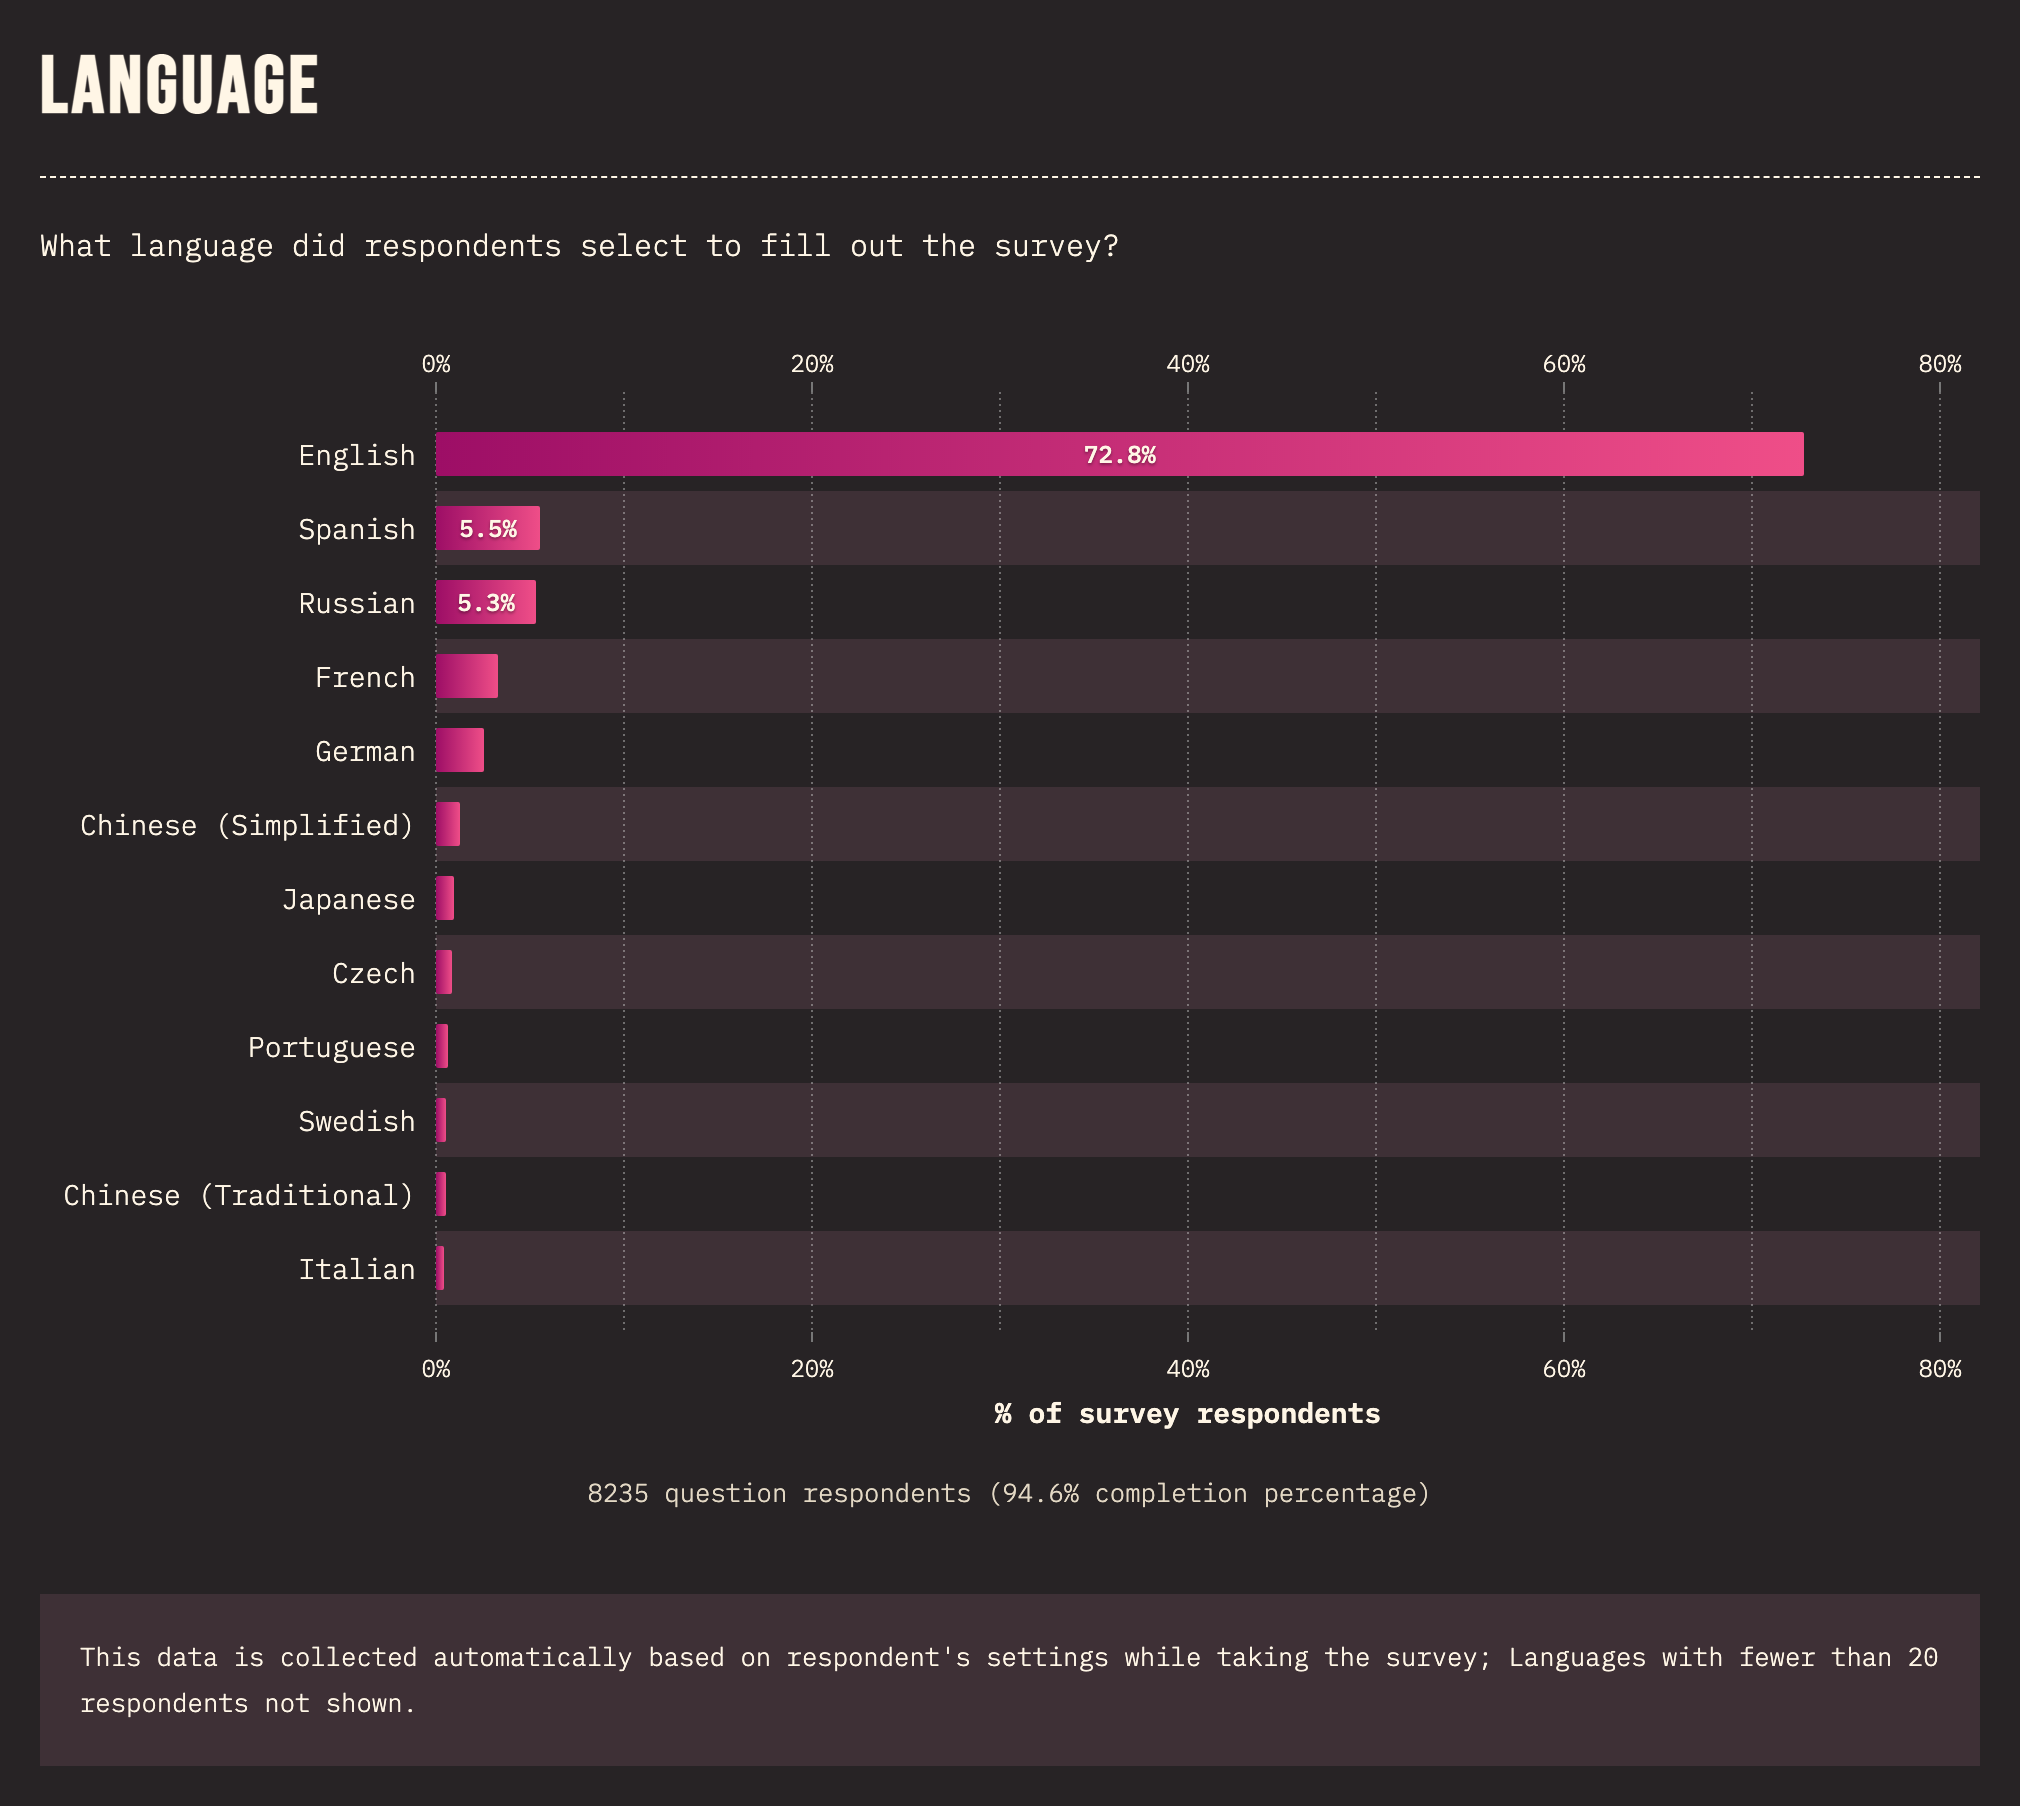 LANGUAGE
What language did respondents select to fill out the survey?
0% 20% 40% 60% 80%
English 72.8%
Spanish 5.5%
Russian 5.3%
French
German
Chinese (Simplified)
Japanese
Czech
Portuguese
Swedish
Chinese (Traditional)
Italian
0% 20% 40% 60% 80%
% of survey respondents
8235 question respondents (94.6% completion percentage)
This data is collected automatically based on respondent's settings while taking the survey; Languages with fewer than 20
respondents not shown.